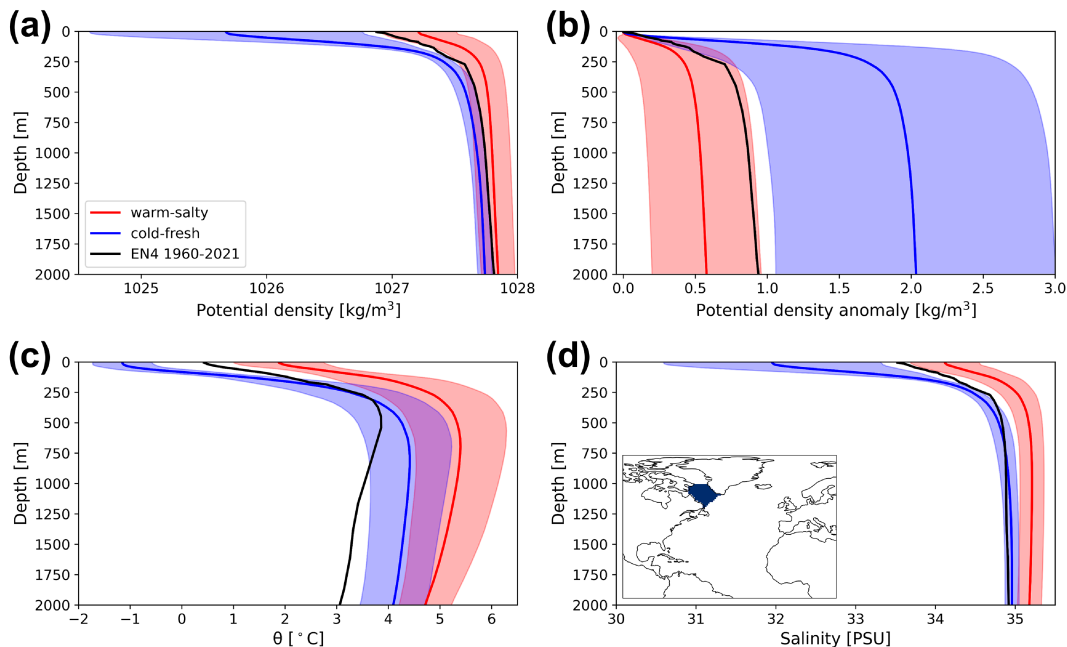 (a)
0
250
500
750
1000
1250
1500
1750
2000
Depth [m]
warm-salty
cold-fresh
EN4 1960-2021
1025 1026 1027 1028
Potential density [kg/m³]
(b)
0
250
500
750
1000
1250
1500
1750
2000
Depth [m]
0.0 0.5 1.0 1.5 2.0 2.5 3.0
Potential density anomaly [kg/m³]
(c)
0
250
500
750
1000
1250
1500
1750
2000
Depth [m]
−2 −1 0 1 2 3 4 5 6
θ [°C]
(d)
0
250
500
750
1000
1250
1500
1750
2000
Depth [m]
30 31 32 33 34 35
Salinity [PSU]